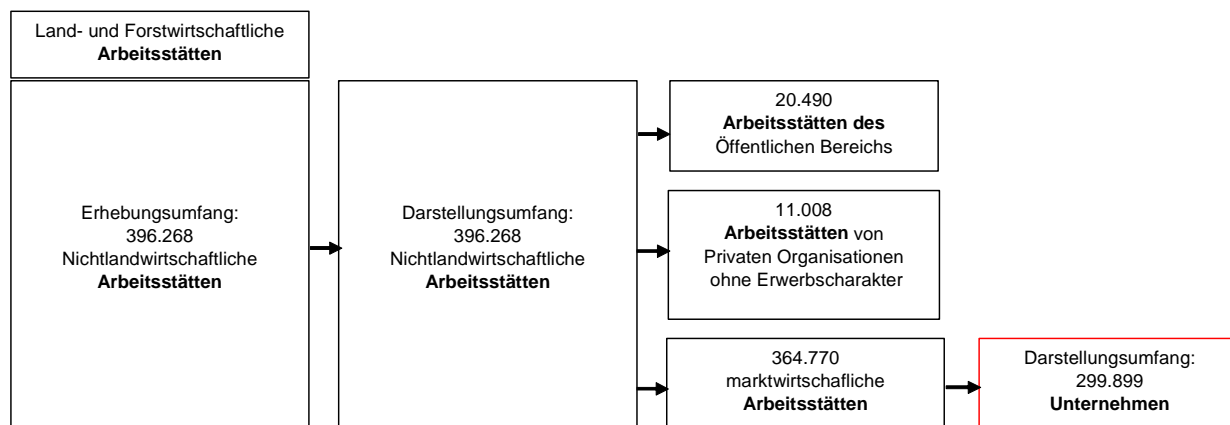 Land- und Forstwirtschaftliche
Arbeitsstätten
Erhebungsumfang:
396.268
Nichtlandwirtschaftliche
Arbeitsstätten
Darstellungsumfang:
396.268
Nichtlandwirtschaftliche
Arbeitsstätten
20.490
Arbeitsstätten des
Öffentlichen Bereichs
11.008
Arbeitsstätten von
Privaten Organisationen
ohne Erwerbscharakter
364.770
marktwirtschafliche
Arbeitsstätten
Darstellungsumfang:
299.899
Unternehmen